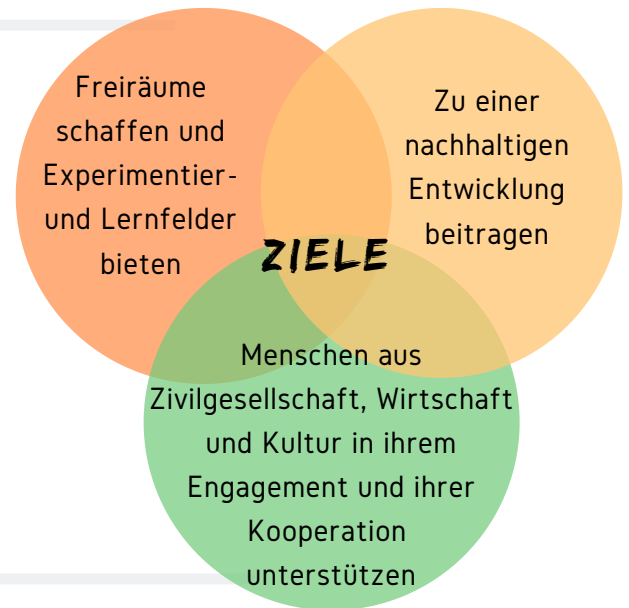 Freiräume
schaffen und
Experimentier-
und Lernfelder
bieten
Zu einer
nachhaltigen
Entwicklung
beitragen
ZIELE
Menschen aus
Zivilgesellschaft, Wirtschaft
und Kultur in ihrem
Engagement und ihrer
Kooperation
unterstützen